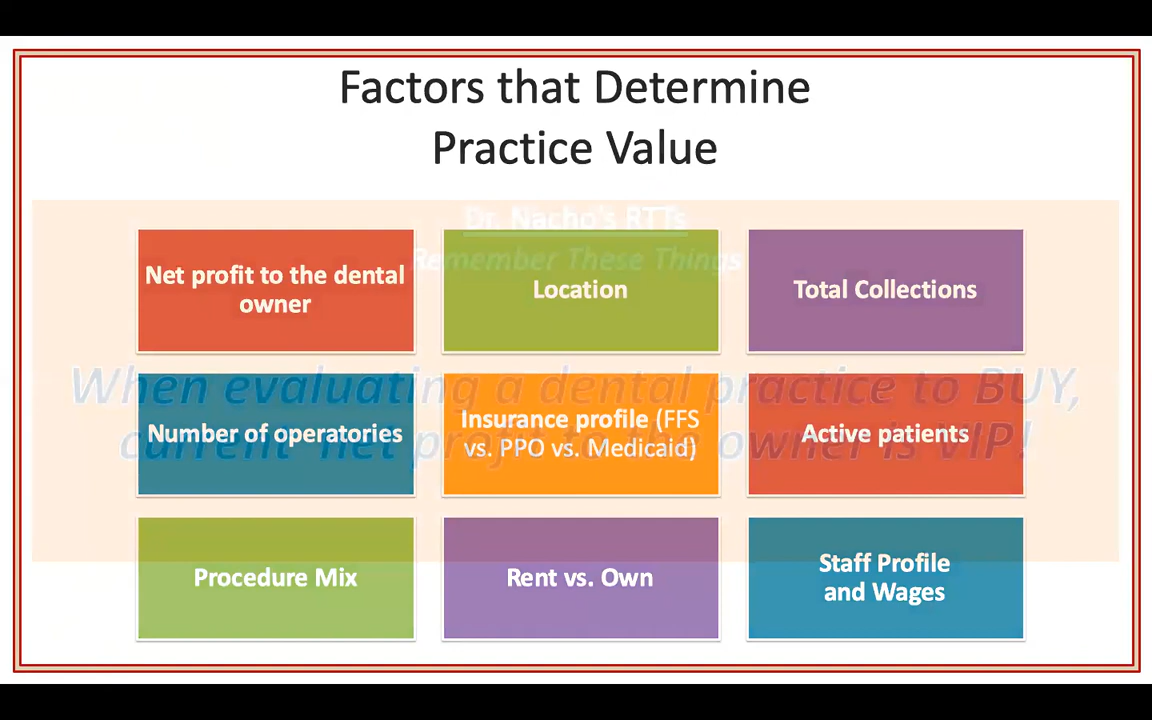 Factors that Determine
Practice Value
Dr. Nacho's RTTs
Remember These Things
Net profit to the dental
owner
Location
Total Collections
When evaluating a dental practice to BUY,
current net profit to the owner is VIP!
Number of operatories
Insurance profile (FFS
vs. PPO vs. Medicaid)
Active patients
Procedure Mix
Rent vs. Own
Staff Profile
and Wages